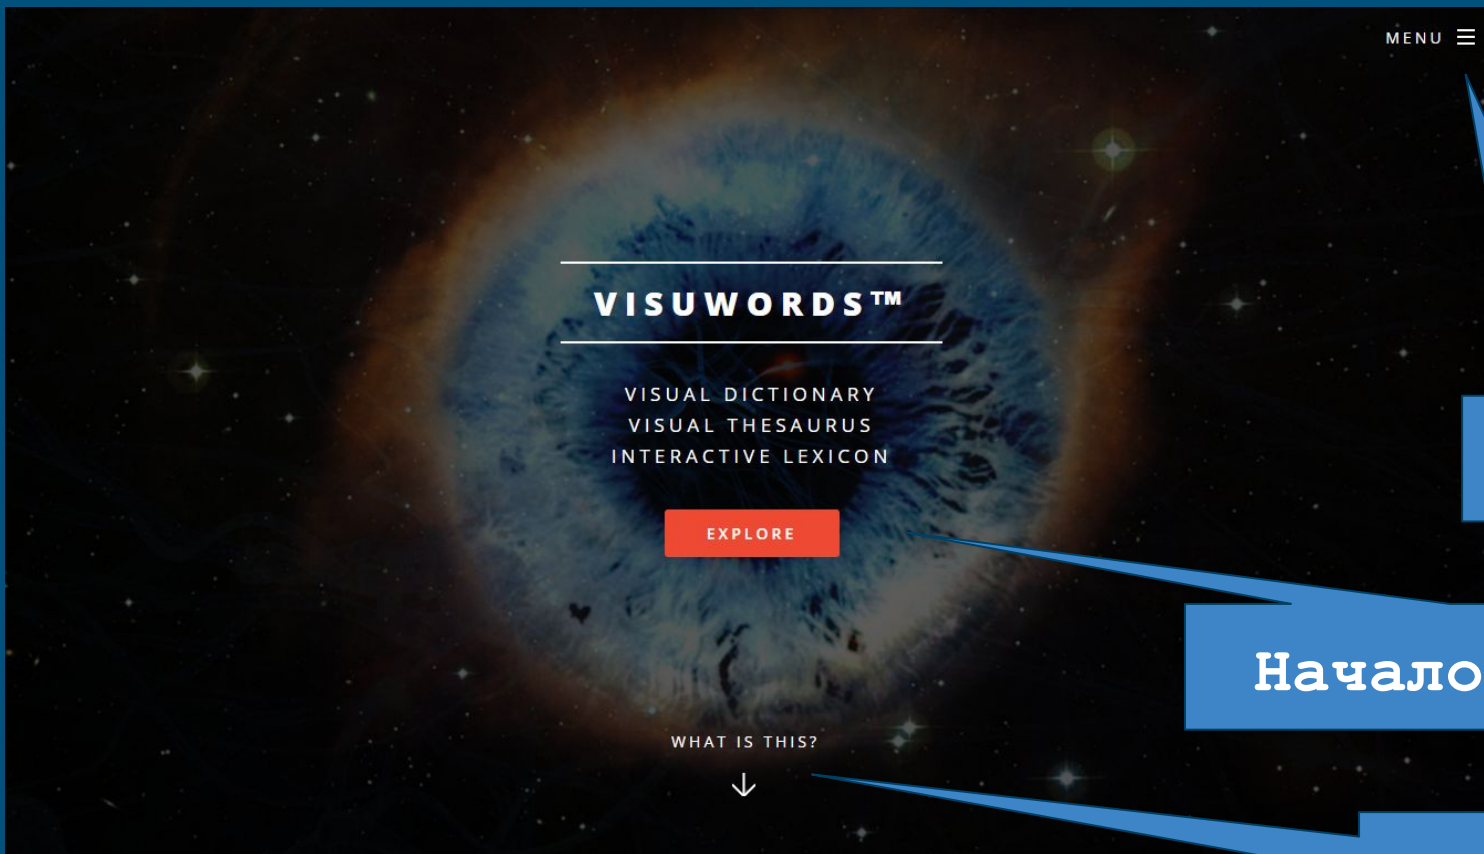 MENU
VISUWORDS™
VISUAL DICTIONARY
VISUAL THESAURUS
INTERACTIVE LEXICON
EXPLORE
Начало
WHAT IS THIS?